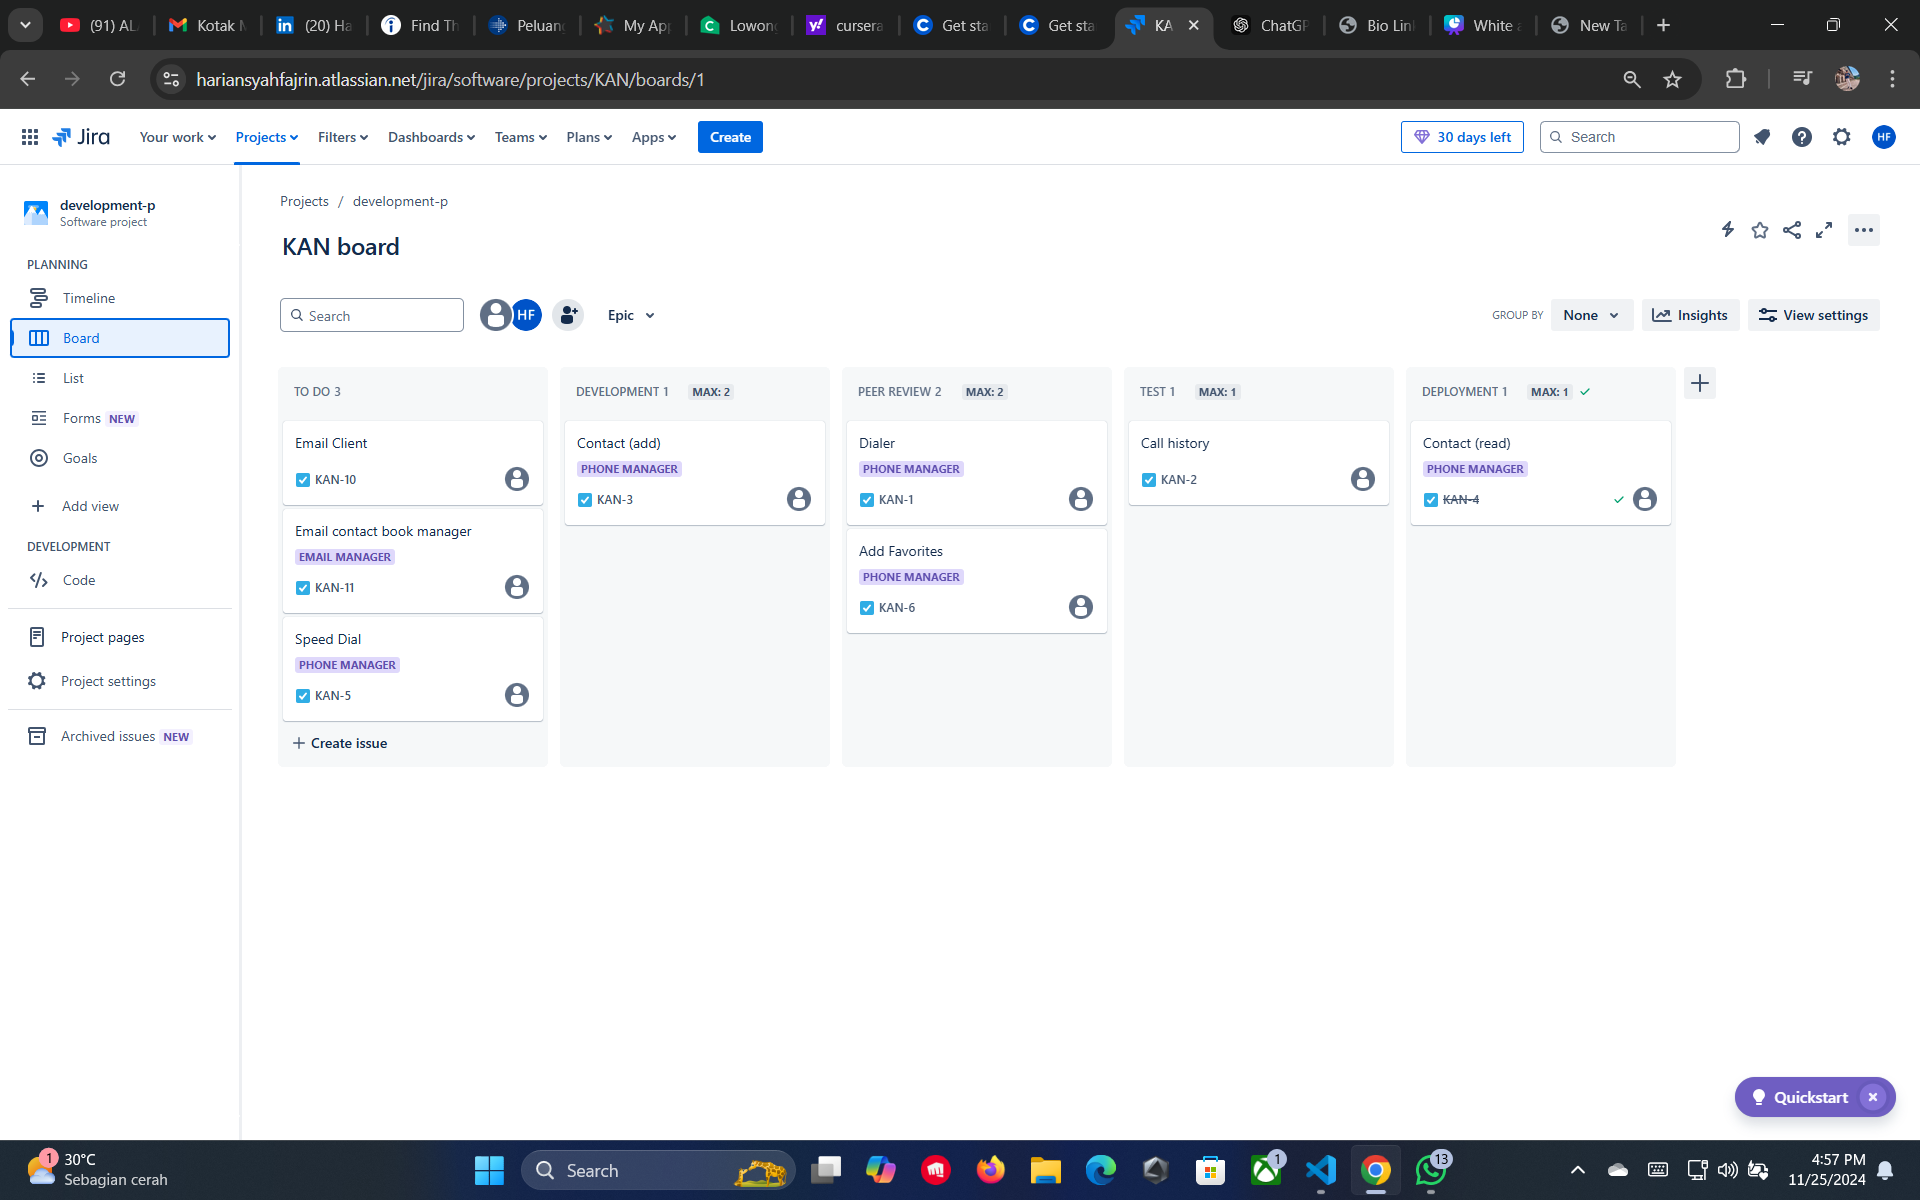 (91) AL
Kotak M
(20) Ha
Find Th
Peluang
My App
Lowong
cursera
Get sta
Get sta
KA
ChatGP
Bio Link
White a
New Ta
hariansyahfajrin.atlassian.net/jira/software/projects/KAN/boards/1
Jira
Your work
Projects
Filters
Dashboards
Teams
Plans
Apps
Create
30 days left
Search
HF
development-p
Software project
PLANNING
Timeline
Board
List
Forms NEW
Goals
Add view
DEVELOPMENT
Code
Project pages
Project settings
Archived issues NEW
Projects / development-p
KAN board
Search
HF
Epic
GROUP BY
None
Insights
View settings
TO DO 3
Email Client
KAN-10
Email contact book manager
EMAIL MANAGER
KAN-11
Speed Dial
PHONE MANAGER
KAN-5
+ Create issue
DEVELOPMENT 1 MAX: 2
Contact (add)
PHONE MANAGER
KAN-3
PEER REVIEW 2 MAX: 2
Dialer
PHONE MANAGER
KAN-1
Add Favorites
PHONE MANAGER
KAN-6
TEST 1 MAX: 1
Call history
KAN-2
DEPLOYMENT 1 MAX: 1
Contact (read)
PHONE MANAGER
KAN-4
Quickstart
1
30°C
Sebagian cerah
Search
1
13
4:57 PM
11/25/2024